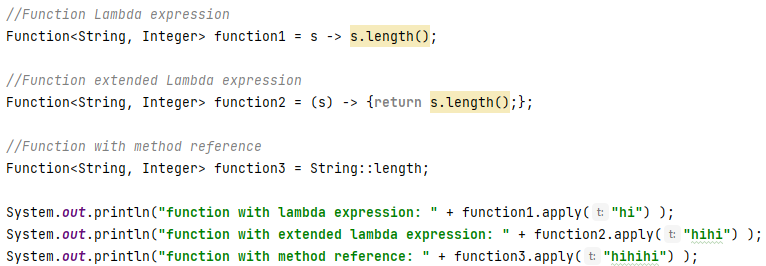 //Function Lambda expression
Function<String, Integer> function1 = s -> s.length();
//Function extended Lambda expression
Function<String, Integer> function2 = (s) -> {return s.length();};
//Function with method reference
Function<String, Integer> function3 = String::length;
System.out.println("function with lambda expression: " + function1.apply( t: "hi") );
System.out.println("function with extended lambda expression: " + function2.apply( t: "hihi") );
System.out.println("function with method reference: " + function3.apply( t: "hihihi") );